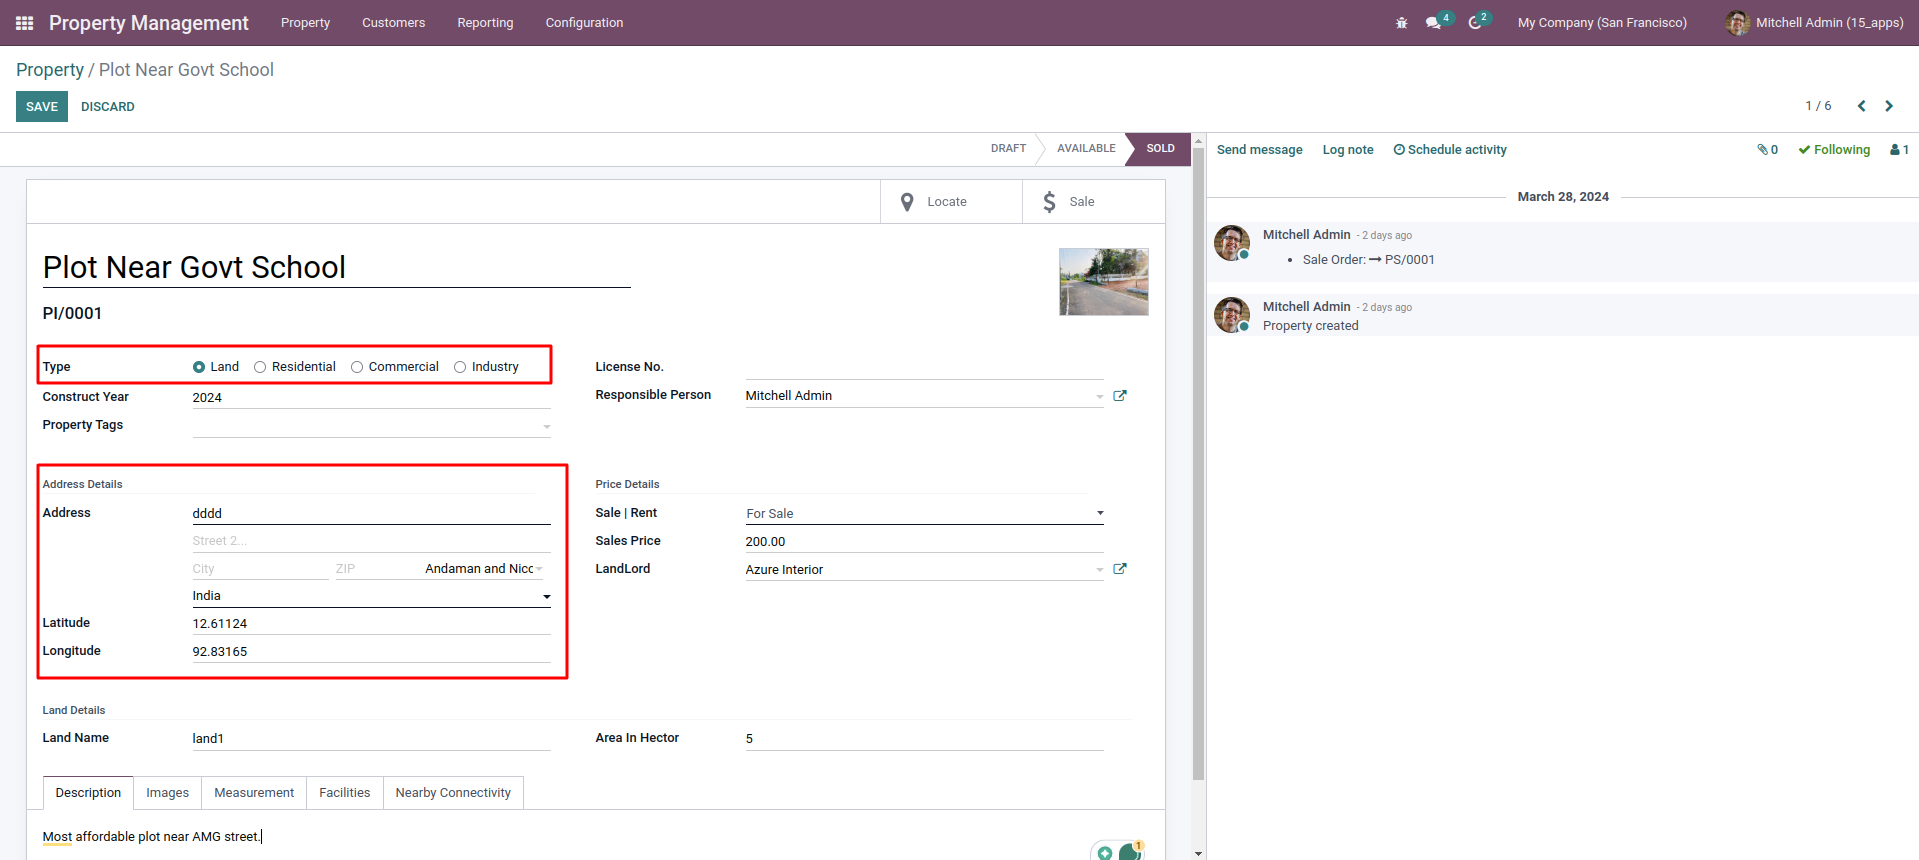 Property Management Property Customers Reporting Configuration 4 2 My Company (San Francisco) Mitchell Admin (15_apps)
Property / Plot Near Govt School
SAVE DISCARD 1 / 6
DRAFT AVAILABLE SOLD
Send message Log note Schedule activity 0 Following 1
Locate $ Sale
March 28, 2024
Mitchell Admin - 2 days ago
• Sale Order: → PS/0001
Mitchell Admin - 2 days ago
Property created
Plot Near Govt School
PI/0001
Type Land Residential Commercial Industry
License No.
Construct Year 2024
Responsible Person Mitchell Admin
Property Tags
Address Details
Address dddd
Street 2...
City ZIP Andaman and Nicc
India
Latitude 12.61124
Longitude 92.83165
Price Details
Sale | Rent For Sale
Sales Price 200.00
LandLord Azure Interior
Land Details
Land Name land1
Area In Hector 5
Description Images Measurement Facilities Nearby Connectivity
Most affordable plot near AMG street.
1